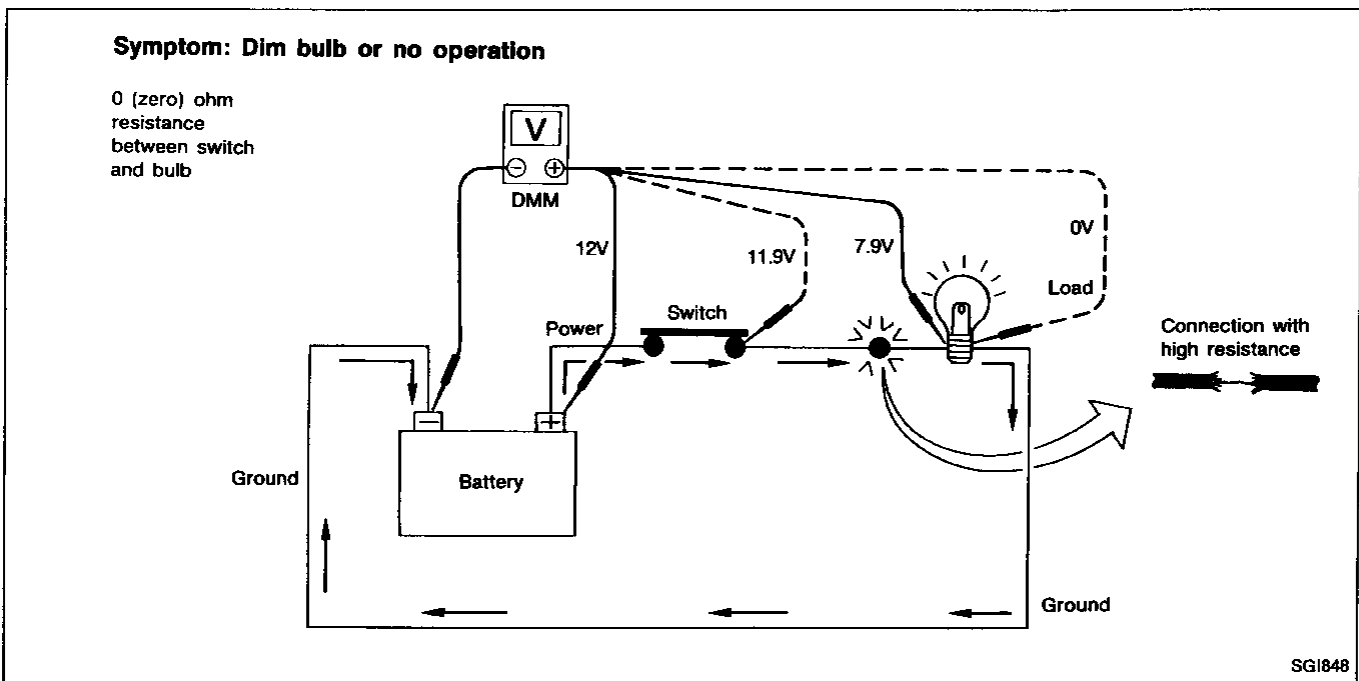 Symptom: Dim bulb or no operation
0 (zero) ohm
resistance
between switch
and bulb
V
− +
DMM
12V
11.9V
7.9V
0V
Load
Power
Switch
Connection with
high resistance
− +
Ground
Battery
Ground
SGI848